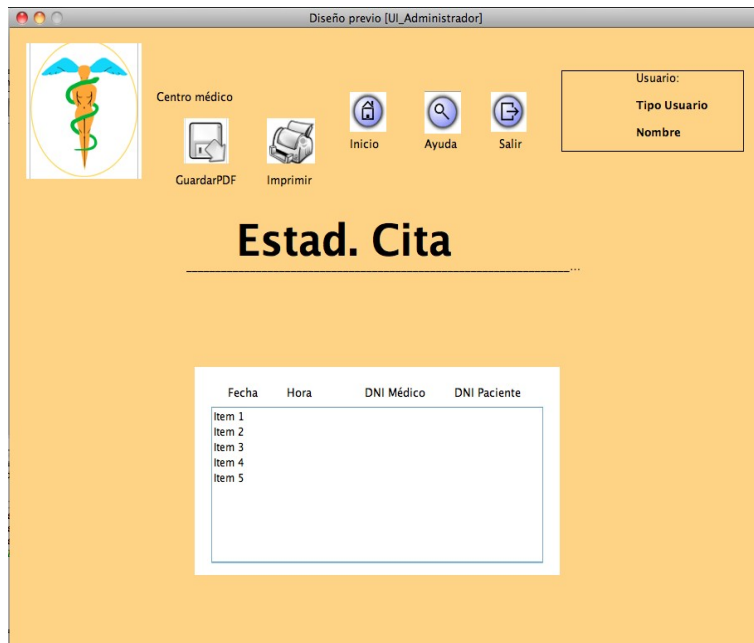 Diseño previo [UI_Administrador]
Centro médico
GuardarPDF
Imprimir
Inicio
Ayuda
Salir
Usuario:
Tipo Usuario
Nombre
Estad. Cita
Fecha Hora DNI Médico DNI Paciente
Item 1
Item 2
Item 3
Item 4
Item 5